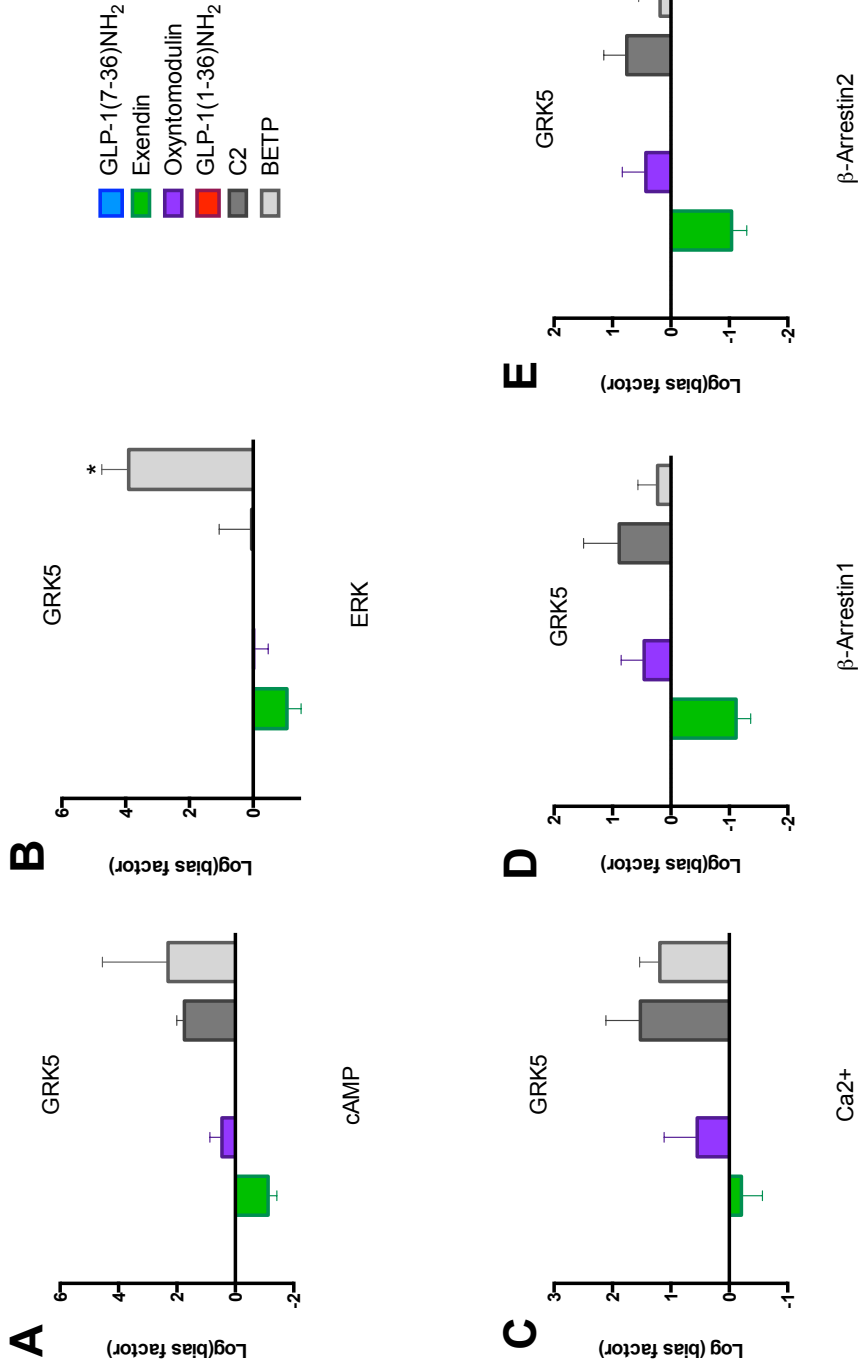 A
GRK5
Log(bias factor)
6
4
2
0
-2
cAMP
B
GRK5
*
Log(bias factor)
6
4
2
0
ERK
GLP-1(7-36)NH2
Exendin
Oxyntomodulin
GLP-1(1-36)NH2
C2
BETP
C
GRK5
Log (bias factor)
3
2
1
0
-1
Ca2+
D
GRK5
Log(bias factor)
2
1
0
-1
-2
β-Arrestin1
E
GRK5
Log(bias factor)
2
1
0
-1
-2
β-Arrestin2